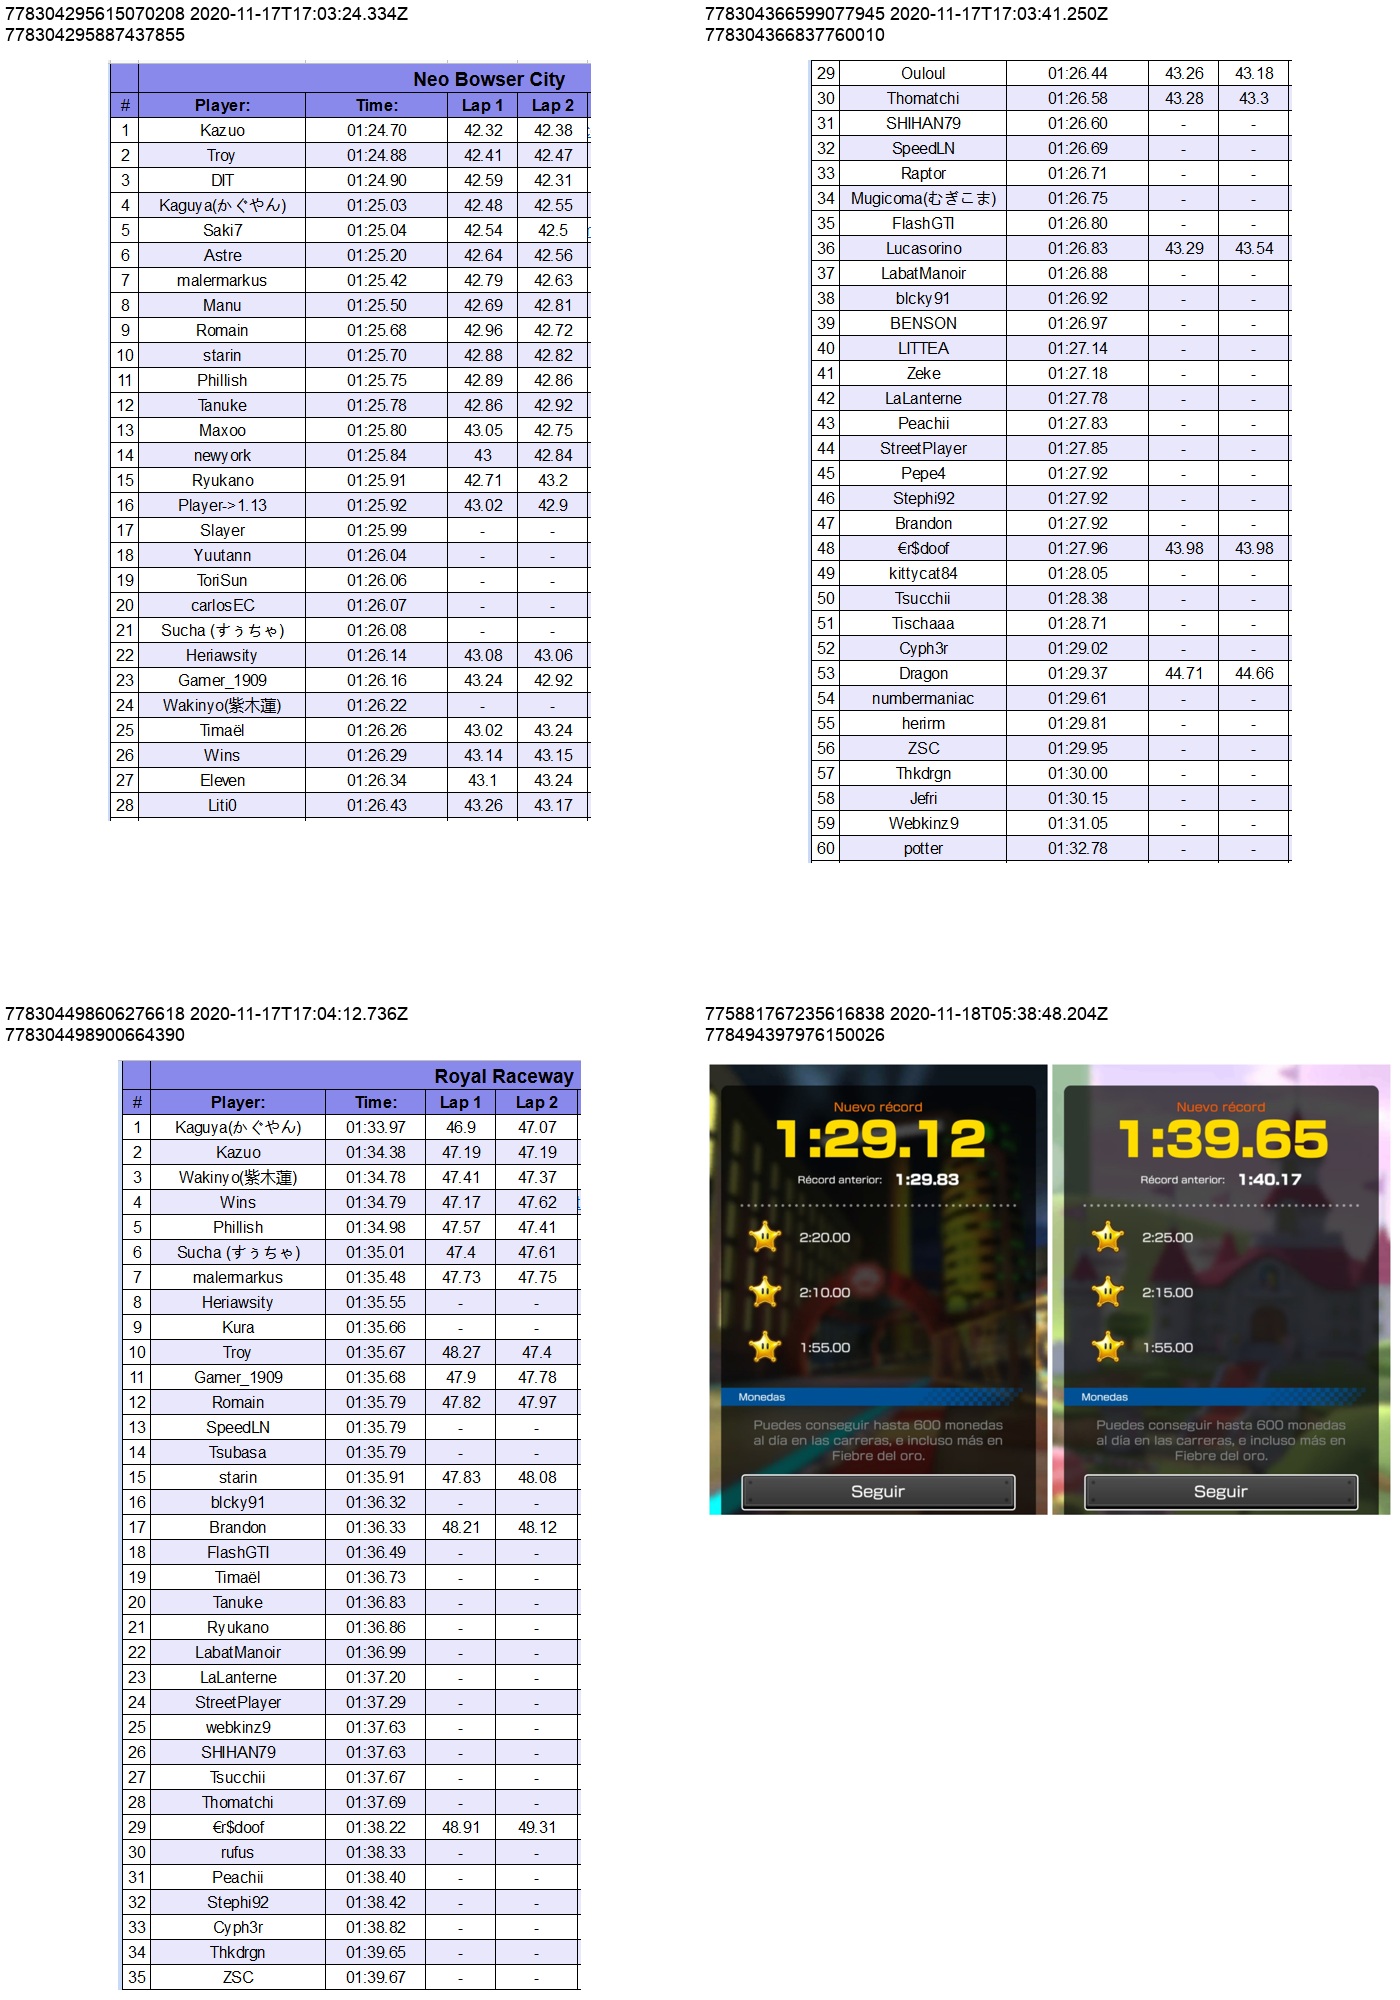 778304295615070208 2020-11-17T17:03:24.334Z
778304295887437855
Neo Bowser City
# Player: Time: Lap 1 Lap 2
1 Kazuo 01:24.70 42.32 42.38
2 Troy 01:24.88 42.41 42.47
3 DIT 01:24.90 42.59 42.31
4 Kaguya(かぐやん) 01:25.03 42.48 42.55
5 Saki7 01:25.04 42.54 42.5
6 Astre 01:25.20 42.64 42.56
7 malermarkus 01:25.42 42.79 42.63
8 Manu 01:25.50 42.69 42.81
9 Romain 01:25.68 42.96 42.72
10 starin 01:25.70 42.88 42.82
11 Phillish 01:25.75 42.89 42.86
12 Tanuke 01:25.78 42.86 42.92
13 Maxoo 01:25.80 43.05 42.75
14 newyork 01:25.84 43 42.84
15 Ryukano 01:25.91 42.71 43.2
16 Player->1.13 01:25.92 43.02 42.9
17 Slayer 01:25.99 - -
18 Yuutann 01:26.04 - -
19 ToriSun 01:26.06 - -
20 carlosEC 01:26.07 - -
21 Sucha (すぅちゃ) 01:26.08 - -
22 Heriawsity 01:26.14 43.08 43.06
23 Gamer_1909 01:26.16 43.24 42.92
24 Wakinyo(紫木蓮) 01:26.22 - -
25 Timaël 01:26.26 43.02 43.24
26 Wins 01:26.29 43.14 43.15
27 Eleven 01:26.34 43.1 43.24
28 Liti0 01:26.43 43.26 43.17
778304366599077945 2020-11-17T17:03:41.250Z
778304366837760010
29 Ouloul 01:26.44 43.26 43.18
30 Thomatchi 01:26.58 43.28 43.3
31 SHIHAN79 01:26.60 - -
32 SpeedLN 01:26.69 - -
33 Raptor 01:26.71 - -
34 Mugicoma(むぎこま) 01:26.75 - -
35 FlashGTI 01:26.80 - -
36 Lucasorino 01:26.83 43.29 43.54
37 LabatManoir 01:26.88 - -
38 blcky91 01:26.92 - -
39 BENSON 01:26.97 - -
40 LITTEA 01:27.14 - -
41 Zeke 01:27.18 - -
42 LaLanterne 01:27.78 - -
43 Peachii 01:27.83 - -
44 StreetPlayer 01:27.85 - -
45 Pepe4 01:27.92 - -
46 Stephi92 01:27.92 - -
47 Brandon 01:27.92 - -
48 €r$doof 01:27.96 43.98 43.98
49 kittycat84 01:28.05 - -
50 Tsucchii 01:28.38 - -
51 Tischaaa 01:28.71 - -
52 Cyph3r 01:29.02 - -
53 Dragon 01:29.37 44.71 44.66
54 numbermaniac 01:29.61 - -
55 herirm 01:29.81 - -
56 ZSC 01:29.95 - -
57 Thkdrgn 01:30.00 - -
58 Jefri 01:30.15 - -
59 Webkinz9 01:31.05 - -
60 potter 01:32.78 - -
778304498606276618 2020-11-17T17:04:12.736Z
778304498900664390
Royal Raceway
# Player: Time: Lap 1 Lap 2
1 Kaguya(かぐやん) 01:33.97 46.9 47.07
2 Kazuo 01:34.38 47.19 47.19
3 Wakinyo(紫木蓮) 01:34.78 47.41 47.37
4 Wins 01:34.79 47.17 47.62
5 Phillish 01:34.98 47.57 47.41
6 Sucha (すぅちゃ) 01:35.01 47.4 47.61
7 malermarkus 01:35.48 47.73 47.75
8 Heriawsity 01:35.55 - -
9 Kura 01:35.66 - -
10 Troy 01:35.67 48.27 47.4
11 Gamer_1909 01:35.68 47.9 47.78
12 Romain 01:35.79 47.82 47.97
13 SpeedLN 01:35.79 - -
14 Tsubasa 01:35.79 - -
15 starin 01:35.91 47.83 48.08
16 blcky91 01:36.32 - -
17 Brandon 01:36.33 48.21 48.12
18 FlashGTI 01:36.49 - -
19 Timaël 01:36.73 - -
20 Tanuke 01:36.83 - -
21 Ryukano 01:36.86 - -
22 LabatManoir 01:36.99 - -
23 LaLanterne 01:37.20 - -
24 StreetPlayer 01:37.29 - -
25 webkinz9 01:37.63 - -
26 SHIHAN79 01:37.63 - -
27 Tsucchii 01:37.67 - -
28 Thomatchi 01:37.69 - -
29 €r$doof 01:38.22 48.91 49.31
30 rufus 01:38.33 - -
31 Peachii 01:38.40 - -
32 Stephi92 01:38.42 - -
33 Cyph3r 01:38.82 - -
34 Thkdrgn 01:39.65 - -
35 ZSC 01:39.67 - -
775881767235616838 2020-11-18T05:38:48.204Z
778494397976150026
Nuevo récord
1:29.12
Récord anterior: 1:29.83
2:20.00
2:10.00
1:55.00
Monedas
Puedes conseguir hasta 600 monedas
al día en las carreras, e incluso más en
Fiebre del oro.
Seguir
Nuevo récord
1:39.65
Récord anterior: 1:40.17
2:25.00
2:15.00
1:55.00
Monedas
Puedes conseguir hasta 600 monedas
al día en las carreras, e incluso más en
Fiebre del oro.
Seguir